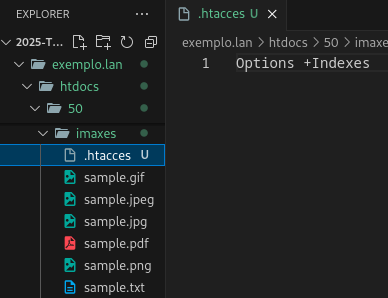 EXPLORER
2025-T...
exemplo.lan
htdocs
50
imaxes
.htacces U
sample.gif
sample.jpeg
sample.jpg
sample.pdf
sample.png
sample.txt
.htacces U
exemplo.lan > htdocs > 50 > imaxe
1 Options +Indexes